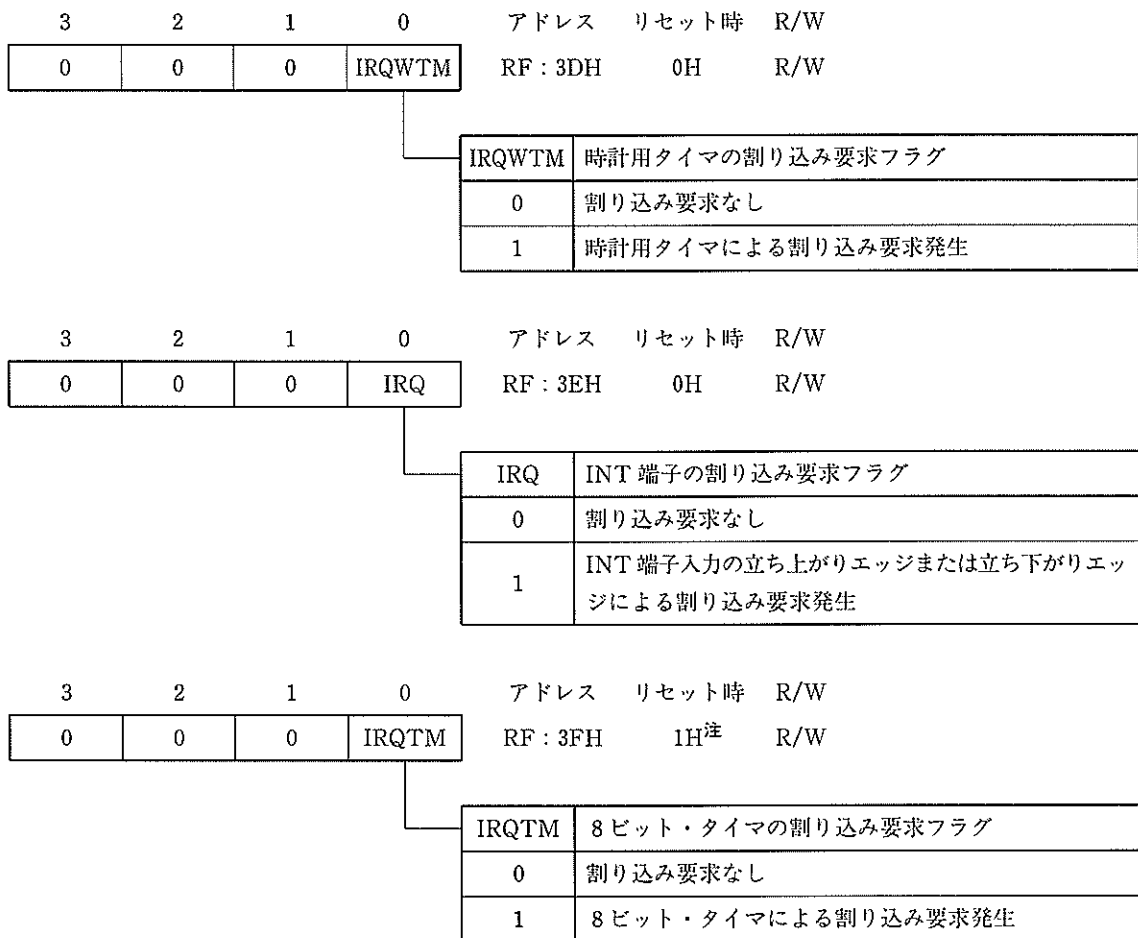 3 2 1 0 アドレス リセット時 R/W
0 0 0 IRQWTM RF : 3DH 0H R/W
IRQWTM 時計用タイマの割り込み要求フラグ
0 割り込み要求なし
1 時計用タイマによる割り込み要求発生
3 2 1 0 アドレス リセット時 R/W
0 0 0 IRQ RF : 3EH 0H R/W
IRQ INT 端子の割り込み要求フラグ
0 割り込み要求なし
1 INT 端子入力の立ち上がりエッジまたは立ち下がりエッ
ジによる割り込み要求発生
3 2 1 0 アドレス リセット時 R/W
0 0 0 IRQTM RF : 3FH 1H注 R/W
IRQTM 8ビット・タイマの割り込み要求フラグ
0 割り込み要求なし
1 8ビット・タイマによる割り込み要求発生